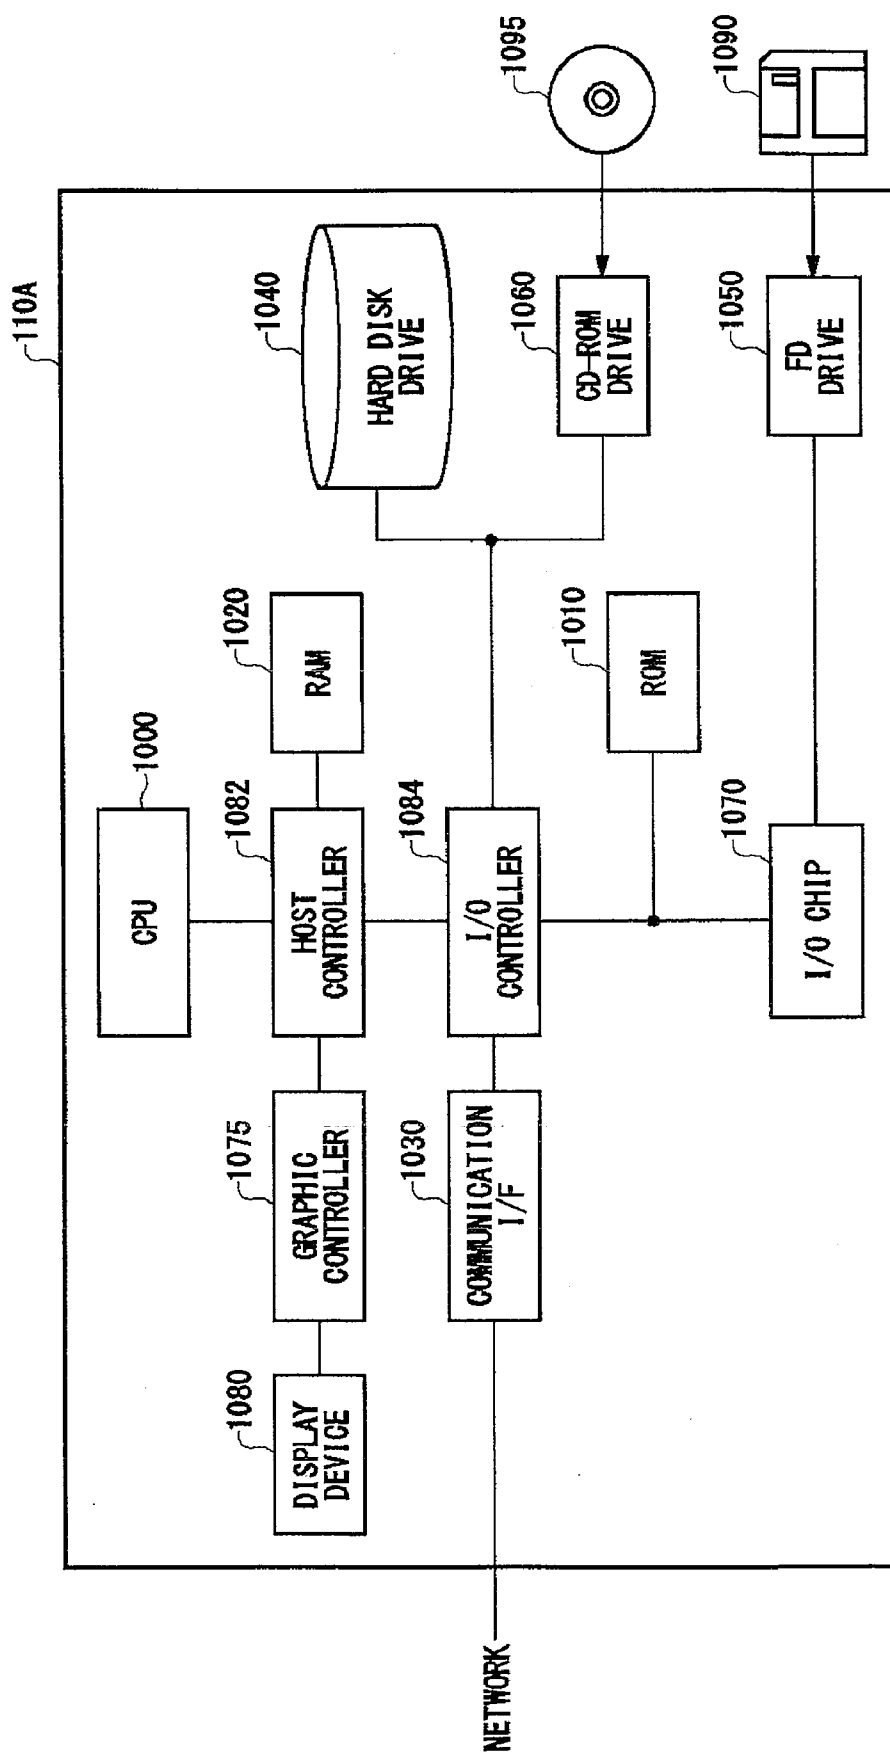 110A
CPU
1000
DISPLAY
DEVICE
1080
GRAPHIC
CONTROLLER
1075
HOST
CONTROLLER
1082
RAM
1020
HARD DISK
DRIVE
1040
NETWORK
COMMUNICATION
I/F
1030
I/O
CONTROLLER
1084
CD-ROM
DRIVE
1060
1095
ROM
1010
I/O CHIP
1070
FD
DRIVE
1050
1090